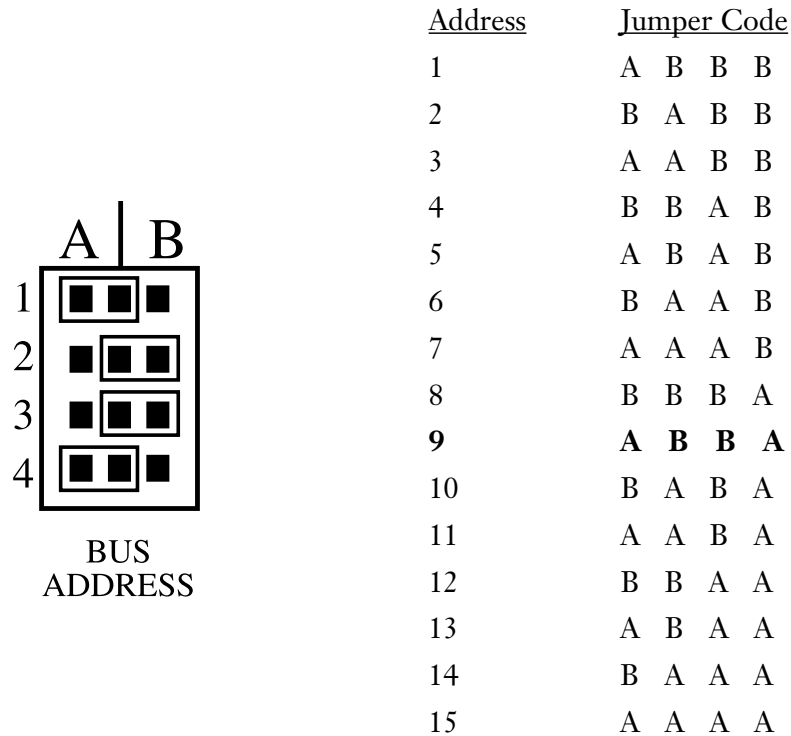 A | B
1
2
3
4
BUS
ADDRESS
Address Jumper Code
1 A B B B
2 B A B B
3 A A B B
4 B B A B
5 A B A B
6 B A A B
7 A A A B
8 B B B A
9 A B B A
10 B A B A
11 A A B A
12 B B A A
13 A B A A
14 B A A A
15 A A A A